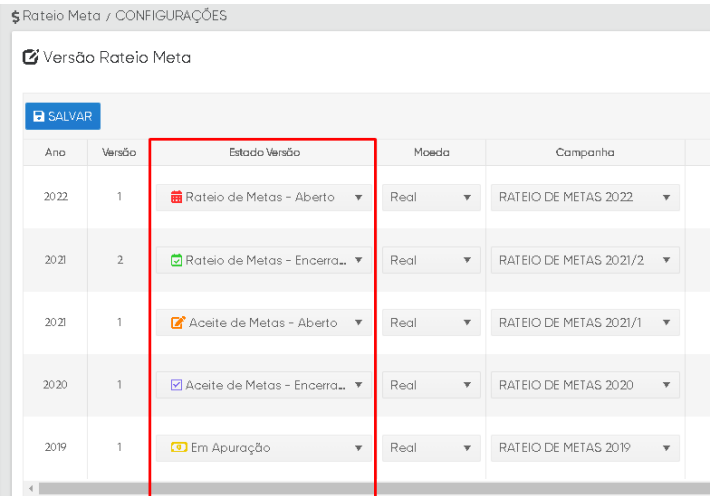 $ Rateio Meta / CONFIGURAÇÕES
Versão Rateio Meta
SALVAR
Ano Versão Estado Versão Moeda Campanha
2022 1 Rateio de Metas - Aberto Real RATEIO DE METAS 2022
2021 2 Rateio de Metas - Encerra... Real RATEIO DE METAS 2021/2
2021 1 Aceite de Metas - Aberto Real RATEIO DE METAS 2021/1
2020 1 Aceite de Metas - Encerra... Real RATEIO DE METAS 2020
2019 1 Em Apuração Real RATEIO DE METAS 2019